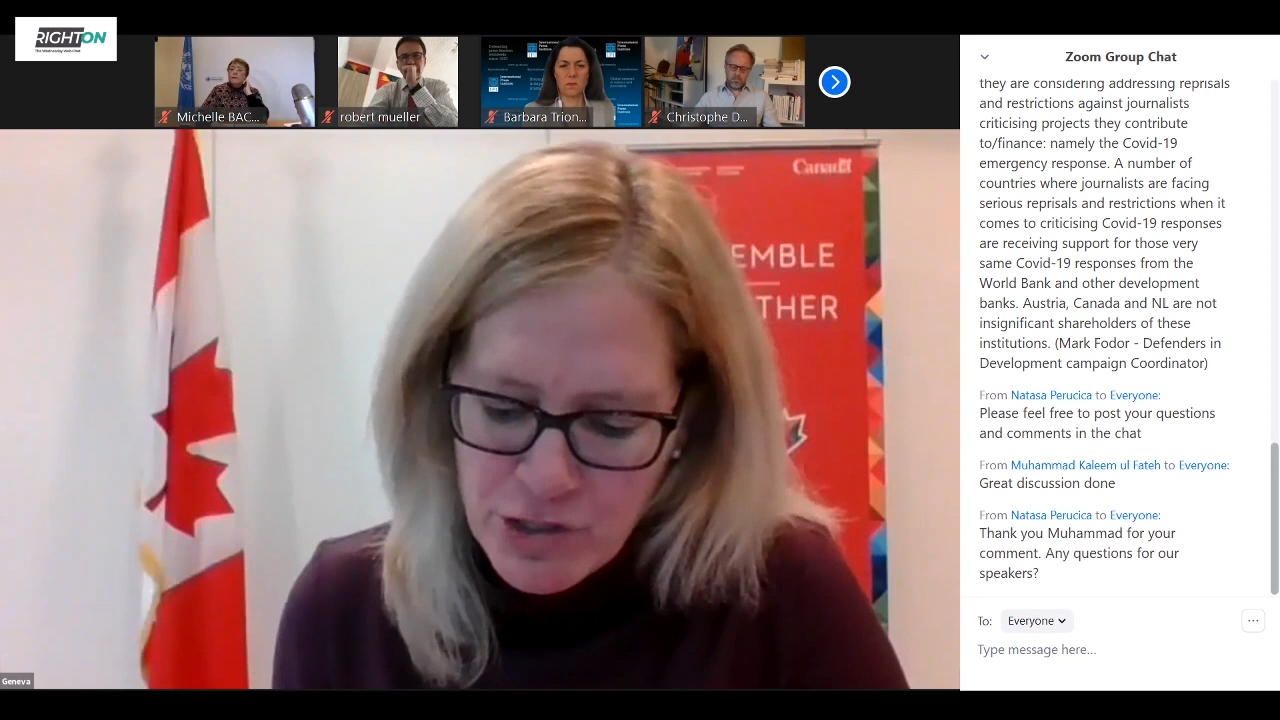 RIGHTON
The Wednesday Web Chat
Michelle BAC...
robert mueller
Barbara Trion...
Christophe D...
International
Press
Institute
Canada
EMBLE
THER
Geneva
Zoom Group Chat
they are considering addressing reprisals
and restrictions against journalists
criticising projects they contribute
to/finance: namely the Covid-19
emergency response. A number of
countries where journalists are facing
serious reprisals and restrictions when it
comes to criticising Covid-19 responses
are receiving support for those very
same Covid-19 responses from the
World Bank and other development
banks. Austria, Canada and NL are not
insignificant shareholders of these
institutions. (Mark Fodor - Defenders in
Development campaign Coordinator)
From Natasa Perucica to Everyone:
Please feel free to post your questions
and comments in the chat
From Muhammad Kaleem ul Fateh to Everyone:
Great discussion done
From Natasa Perucica to Everyone:
Thank you Muhammad for your
comment. Any questions for our
speakers?
To: Everyone
Type message here...